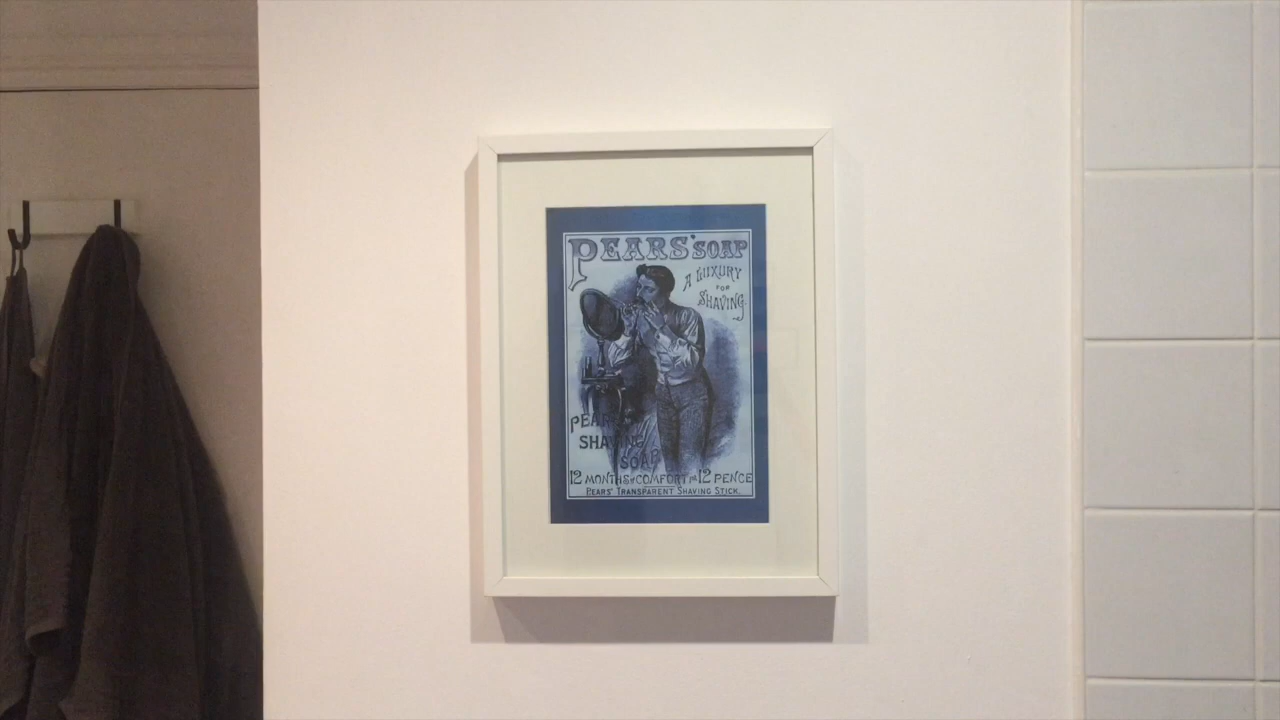 PEARS' SOAP
A LUXURY
FOR
SHAVING
PEARS
SHAVING
SOAP
12 MONTHS OF COMFORT FOR 12 PENCE
PEARS' TRANSPARENT SHAVING STICK.